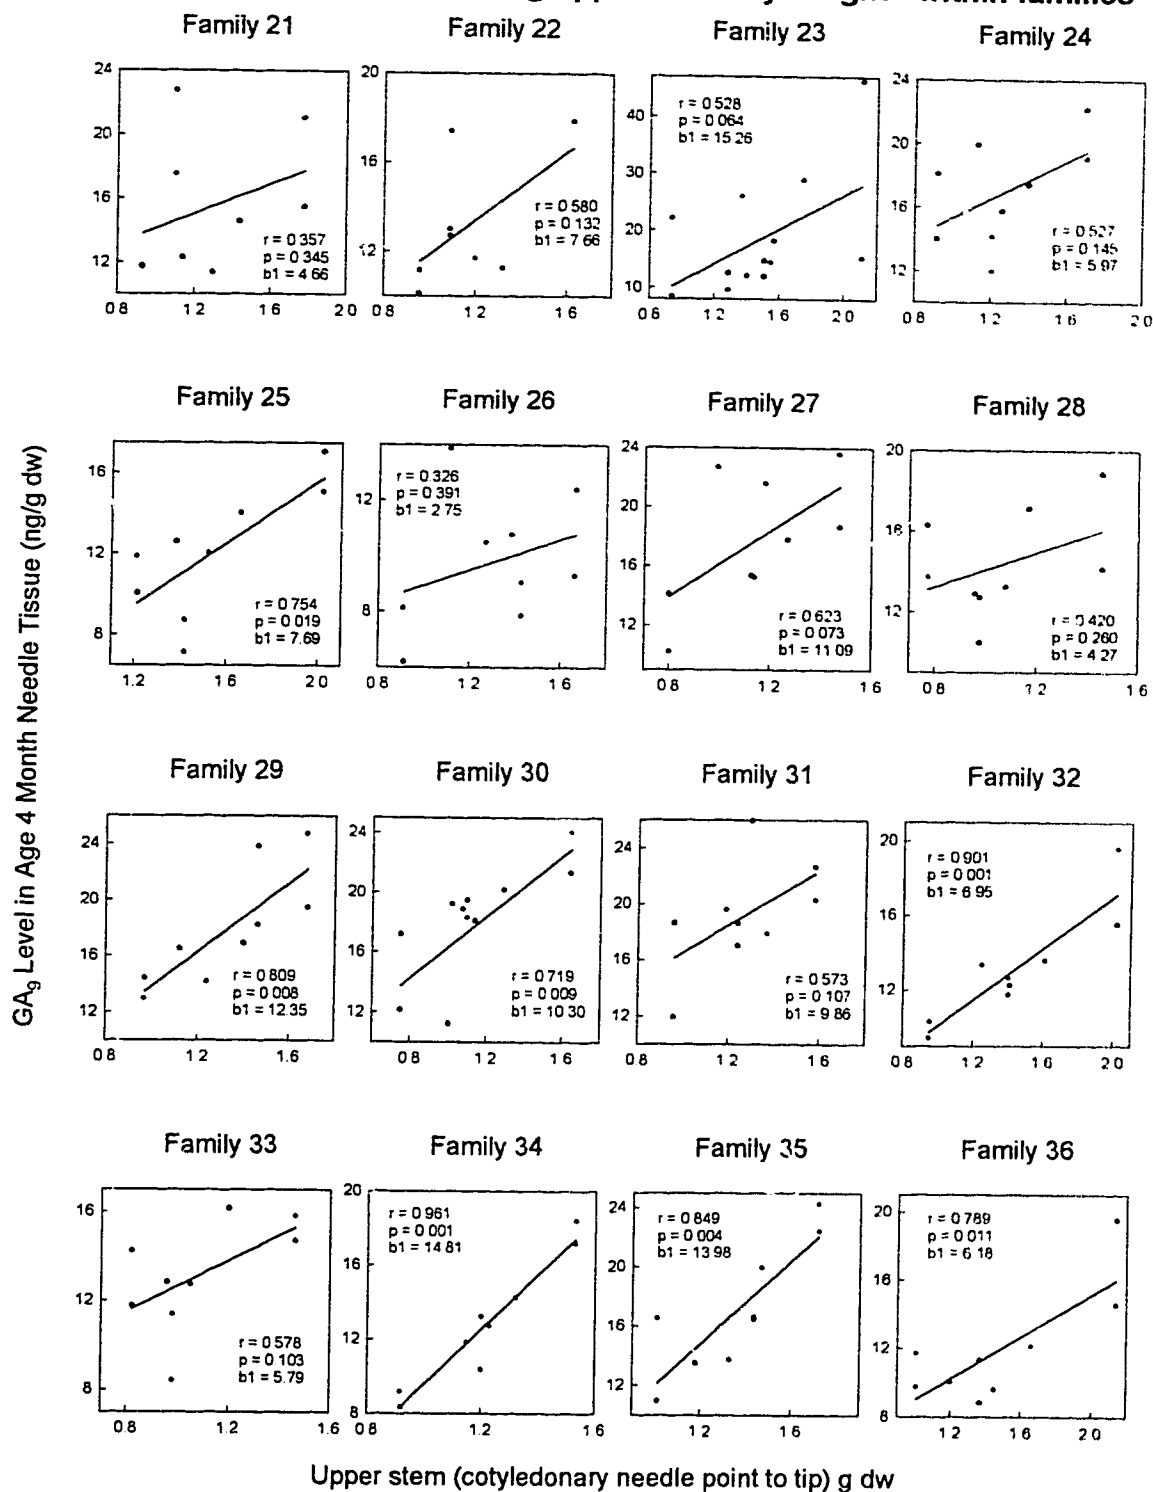 within families
Family 21
Family 22
Family 23
Family 24
24
20
16
12
0.8
1.2
1.6
2.0
r = 0.357
p = 0.345
b1 = 4.66
20
16
12
0.8
1.2
1.6
r = 0.580
p = 0.132
b1 = 7.66
40
30
20
10
0.6
1.2
1.6
2.0
r = 0.528
p = 0.064
b1 = 15.26
24
20
16
12
0.8
1.2
1.6
2.0
r = 0.527
p = 0.145
b1 = 5.97
Family 25
Family 26
Family 27
Family 28
16
12
8
1.2
1.6
2.0
r = 0.754
p = 0.019
b1 = 7.69
12
8
0.8
1.2
1.6
r = 0.326
p = 0.391
b1 = 2.75
24
20
16
12
0.8
1.2
1.6
r = 0.623
p = 0.073
b1 = 11.09
20
16
12
0.8
1.2
1.6
r = 0.420
p = 0.260
b1 = 4.27
GA9 Level in Age 4 Month Needle Tissue (ng/g dw)
Family 29
Family 30
Family 31
Family 32
24
20
16
12
0.8
1.2
1.6
r = 0.809
p = 0.008
b1 = 12.35
24
20
16
12
0.8
1.2
1.6
r = 0.719
p = 0.009
b1 = 10.30
24
20
16
12
0.8
1.2
1.6
r = 0.573
p = 0.107
b1 = 9.86
20
16
12
0.8
1.2
1.6
2.0
r = 0.901
p = 0.001
b1 = 6.95
Family 33
Family 34
Family 35
Family 36
16
12
8
0.8
1.2
1.6
r = 0.578
p = 0.103
b1 = 5.79
20
16
12
8
0.8
1.2
1.6
r = 0.961
p = 0.001
b1 = 14.81
24
20
16
12
0.8
1.2
1.6
r = 0.849
p = 0.004
b1 = 13.98
20
16
12
8
0.8
1.2
1.6
2.0
r = 0.789
p = 0.011
b1 = 6.18
Upper stem (cotyledonary needle point to tip) g dw